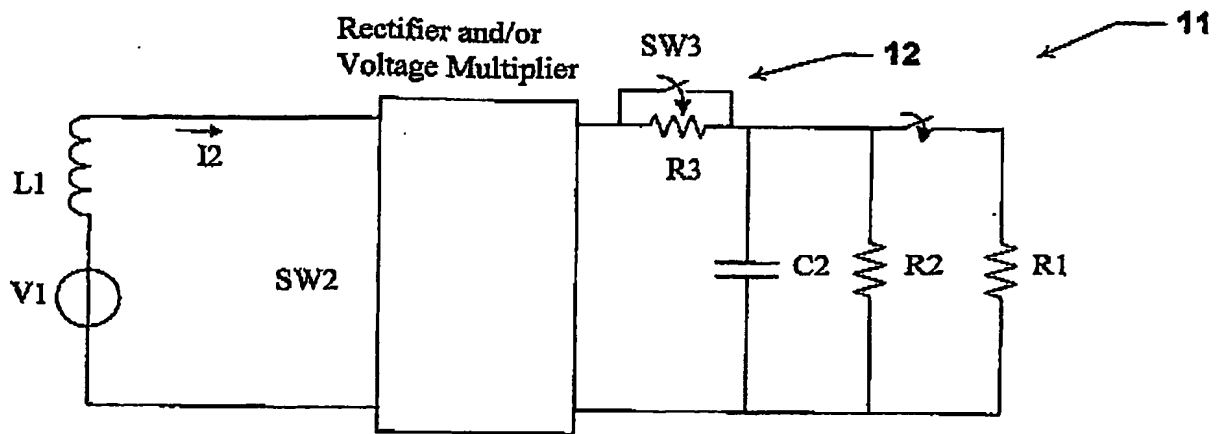 Rectifier and/or
Voltage Multiplier
SW3
12
11
I2
L1
R3
V1
SW2
C2
R2
R1